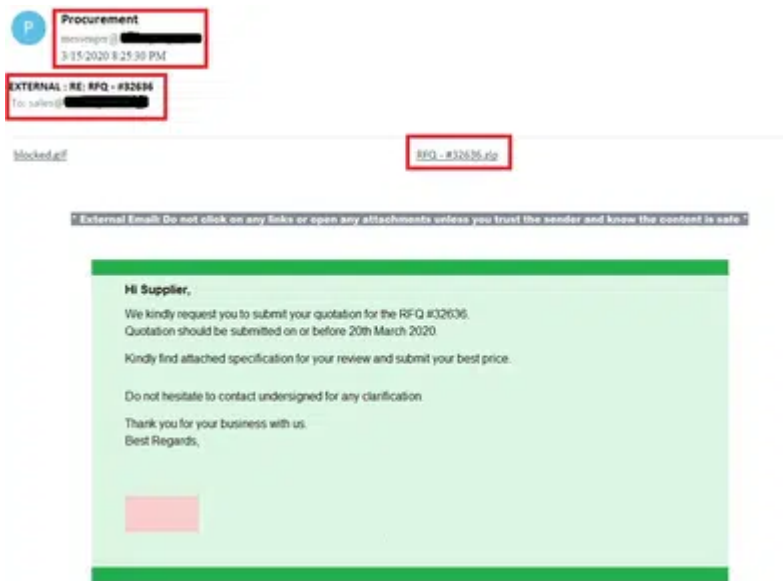 P
Procurement
messenger@
3/15/2020 8:25:30 PM
EXTERNAL : RE: RFQ - #32636
To: sales@
blocked.gif
RFQ - #32636.zip
* External Email: Do not click on any links or open any attachments unless you trust the sender and know the content is safe *
Hi Supplier,
We kindly request you to submit your quotation for the RFQ #32636.
Quotation should be submitted on or before 20th March 2020.
Kindly find attached specification for your review and submit your best price.
Do not hesitate to contact undersigned for any clarification
Thank you for your business with us.
Best Regards,